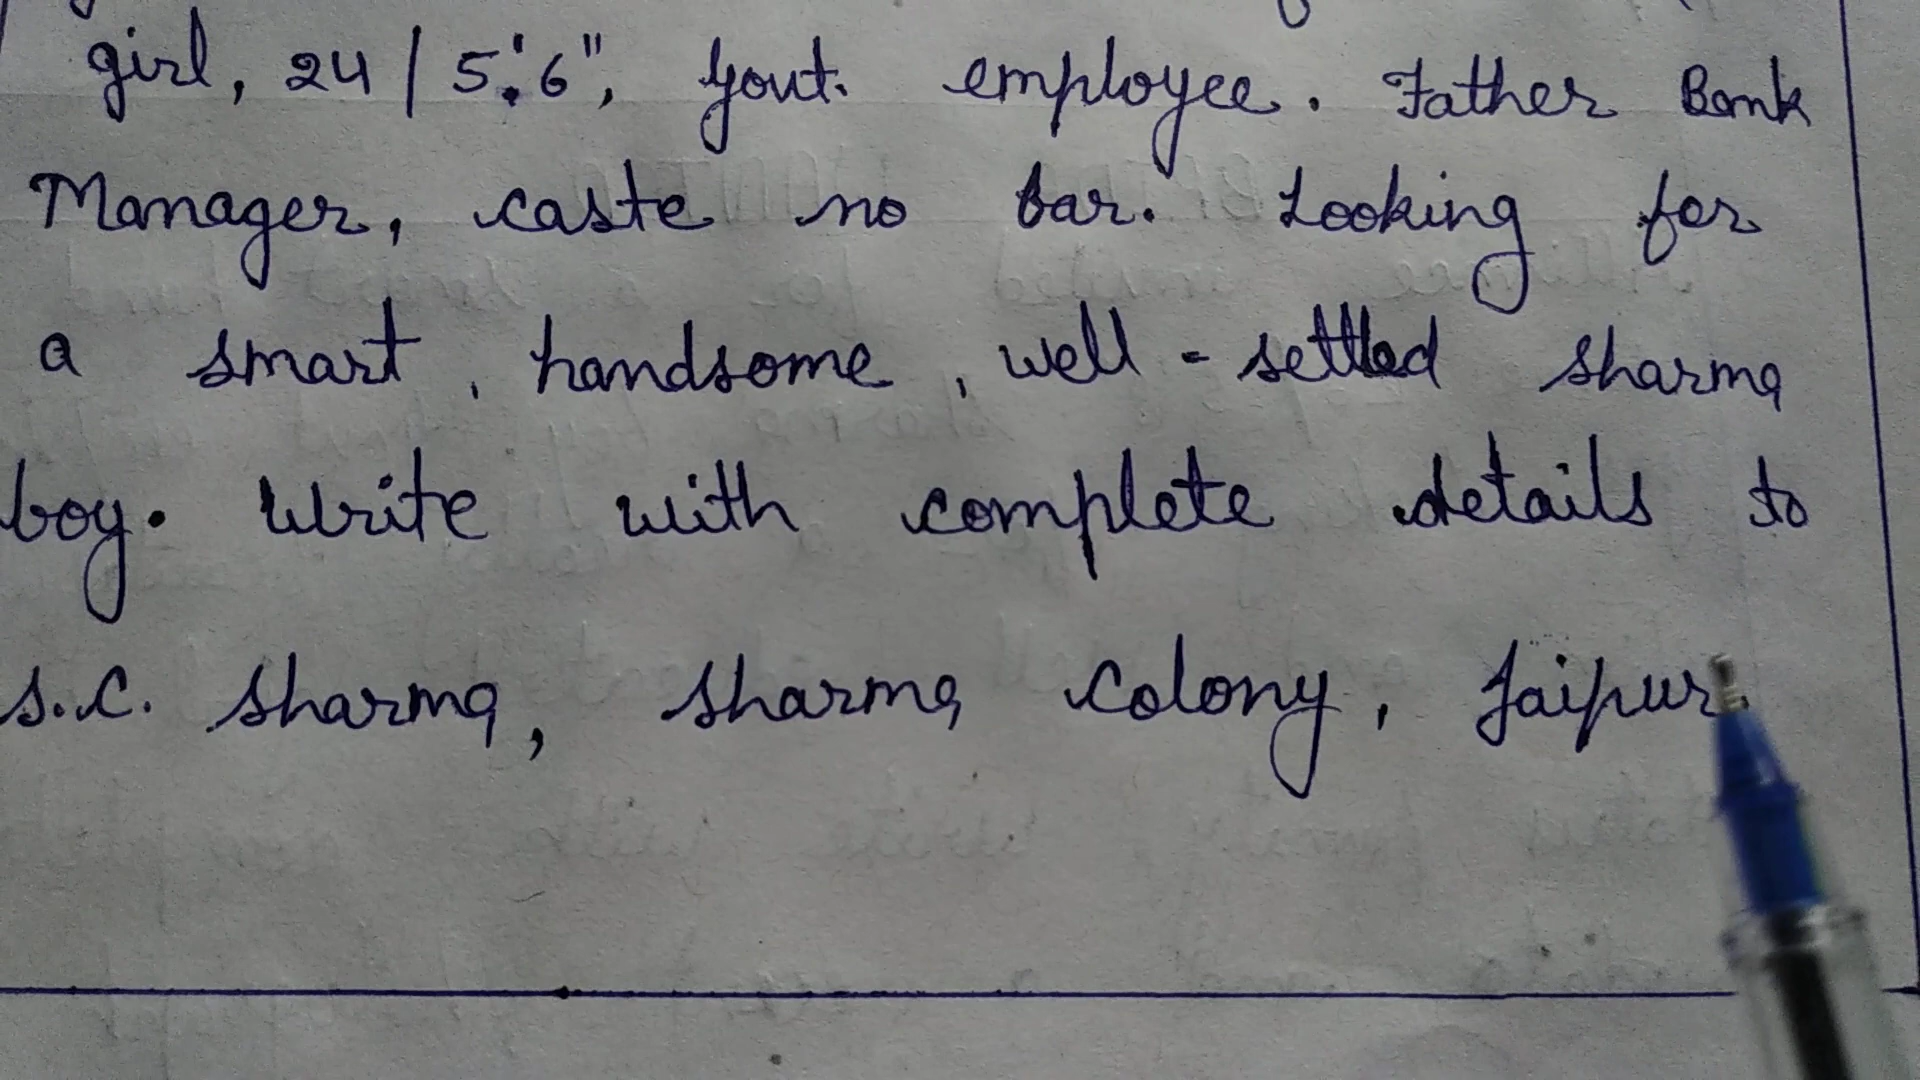 girl, 24 / 5'.6", Govt. employee. Father Bank
Manager, caste no bar. Looking for
a smart, handsome, well-settled Sharma
boy. Write with complete details to
S.C. Sharma, Sharma Colony, Jaipur.